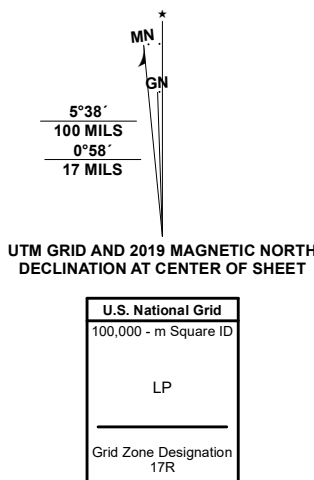 ★
MN
GN
5°38´
100 MILS
0°58´
17 MILS
UTM GRID AND 2019 MAGNETIC NORTH
DECLINATION AT CENTER OF SHEET
U.S. National Grid
100,000 - m Square ID
LP
Grid Zone Designation
17R